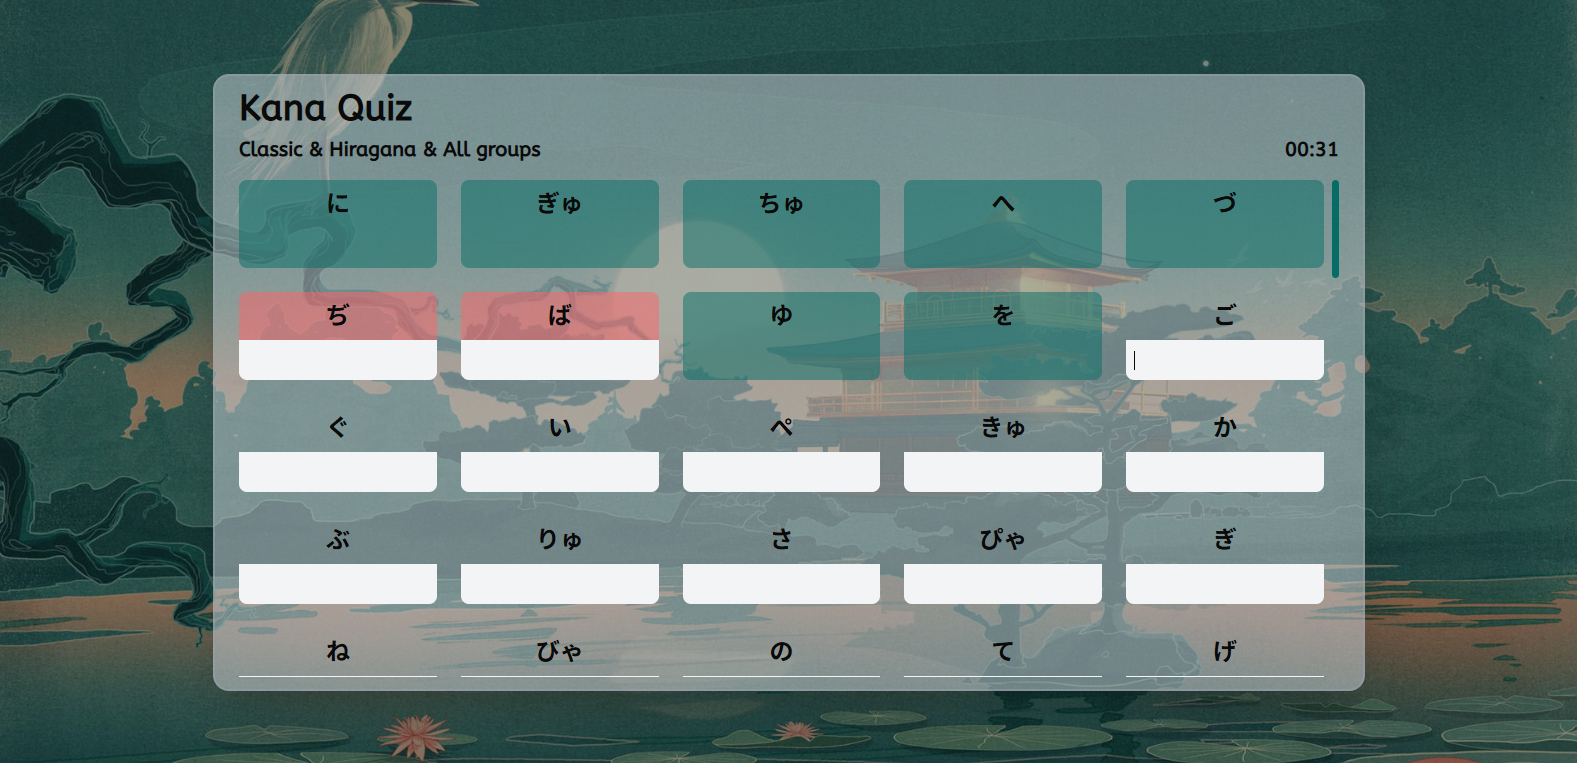 Kana Quiz
Classic & Hiragana & All groups
00:31
に ぎゅ ちゅ へ づ
ぢ ば ゆ を ご
ぐ い ぺ きゅ か
ぶ りゅ さ ぴゃ ぎ
ね びゃ の て げ